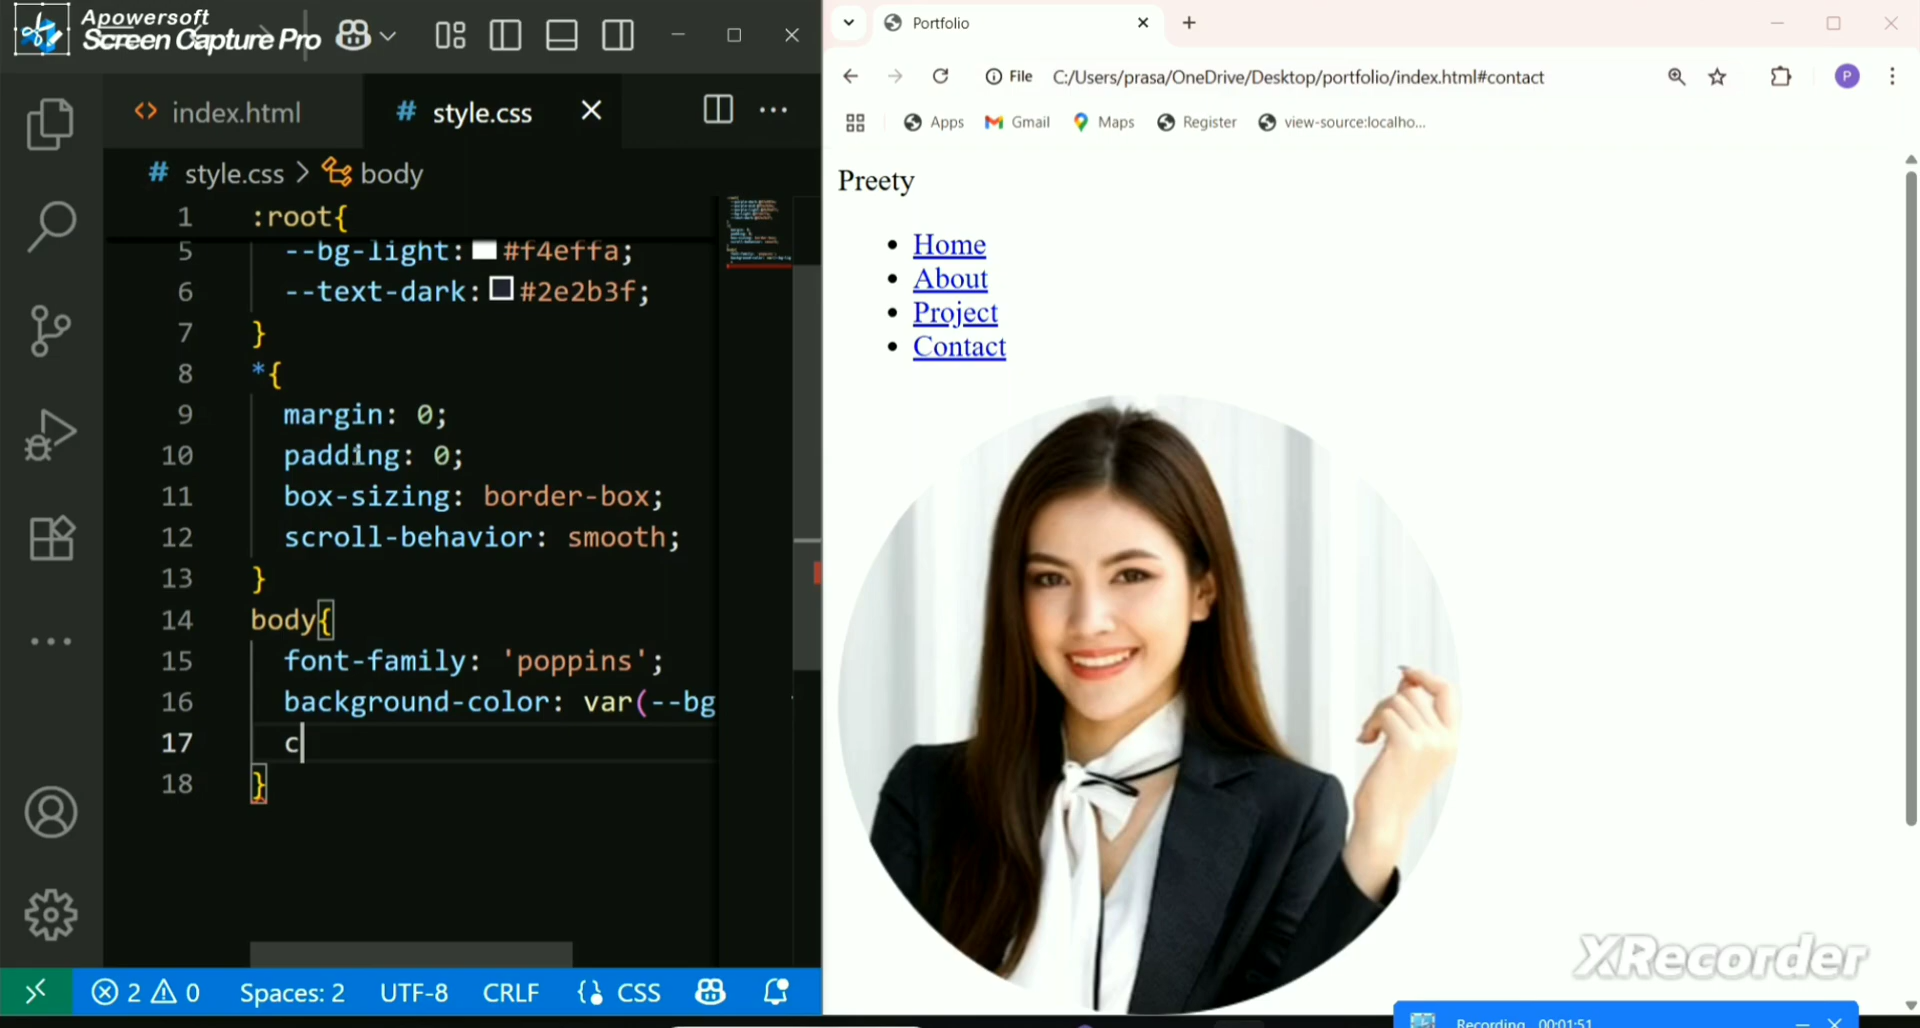 Apowersoft
Screen Capture Pro
index.html
# style.css
# style.css > body
1 :root{
5 --bg-light: #f4effa;
6 --text-dark: #2e2b3f;
7 }
8 *{
9 margin: 0;
10 padding: 0;
11 box-sizing: border-box;
12 scroll-behavior: smooth;
13 }
14 body{
15 font-family: 'poppins';
16 background-color: var(--bg
17 c
18 }
2 0 Spaces: 2 UTF-8 CRLF {} CSS
Portfolio
File C:/Users/prasa/OneDrive/Desktop/portfolio/index.html#contact
P
Apps Gmail Maps Register view-source:localho...
Preety
• Home
• About
• Project
• Contact
XRecorder
Recording 00:01:51